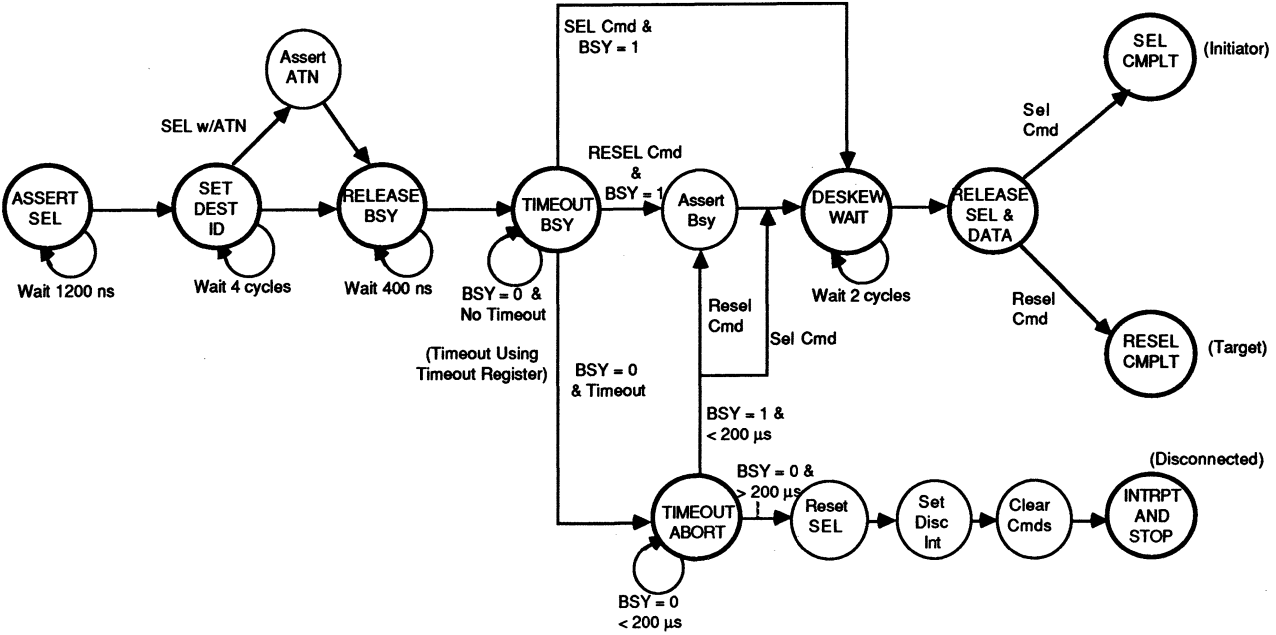 SEL Cmd &
BSY = 1
SEL
CMPLT
(Initiator)
Assert
ATN
SEL w/ATN
Sel
Cmd
RESEL Cmd
&
BSY = 1
ASSERT
SEL
SET
DEST
ID
RELEASE
BSY
TIMEOUT
BSY
Assert
Bsy
DESKEW
WAIT
RELEASE
SEL &
DATA
Wait 1200 ns
Wait 4 cycles
Wait 400 ns
BSY = 0 &
No Timeout
Wait 2 cycles
Resel
Cmd
Sel Cmd
Resel
Cmd
RESEL
CMPLT
(Target)
(Timeout Using
Timeout Register)
BSY = 0
& Timeout
BSY = 1 &
< 200 µs
BSY = 0 &
> 200 µs
(Disconnected)
TIMEOUT
ABORT
Reset
SEL
Set
Disc
Int
Clear
Cmds
INTRPT
AND
STOP
BSY = 0
< 200 µs